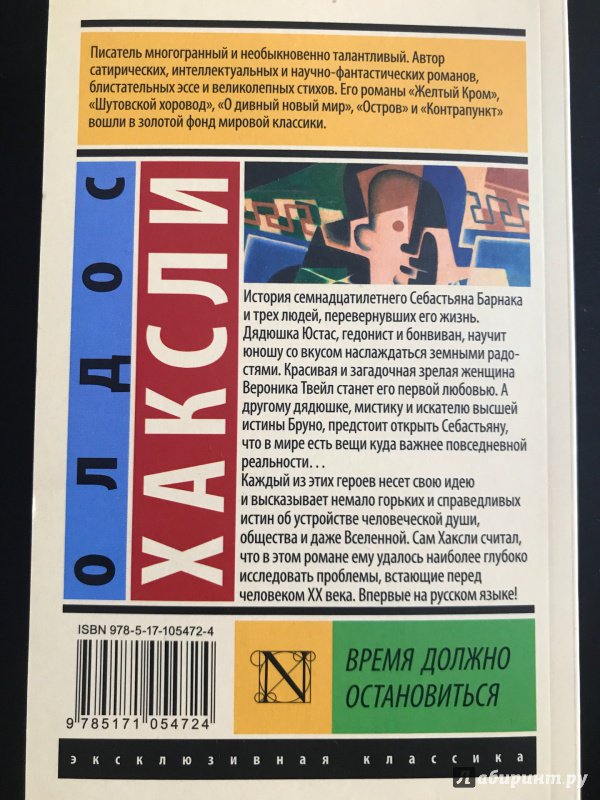 Писатель многогранный и необыкновенно талантливый. Автор
сатирических, интеллектуальных и научно-фантастических романов,
блистательных эссе и великолепных стихов. Его романы «Желтый Кром»,
«Шутовской хоровод», «О дивный новый мир», «Остров» и «Контрапункт»
вошли в золотой фонд мировой классики.
ОЛДОС
ХАКСЛИ
История семнадцатилетнего Себастьяна Барнака
и трех людей, перевернувших его жизнь.
Дядюшка Юстас, гедонист и бонвиван, научит
юношу со вкусом наслаждаться земными радо-
стями. Красивая и загадочная зрелая женщина
Вероника Твейл станет его первой любовью. А
другому дядюшке, мистику и искателю высшей
истины Бруно, предстоит открыть Себастьяну,
что в мире есть вещи куда важнее повседневной
реальности...
Каждый из этих героев несет свою идею
и высказывает немало горьких и справедливых
истин об устройстве человеческой души,
общества и даже Вселенной. Сам Хаксли считал,
что в этом романе ему удалось наиболее глубоко
исследовать проблемы, встающие перед
человеком XX века. Впервые на русском языке!
ISBN 978-5-17-105472-4
9 785171 054724
N
ВРЕМЯ ДОЛЖНО
ОСТАНОВИТЬСЯ
эксклюзивная классика
Лабиринт.ру